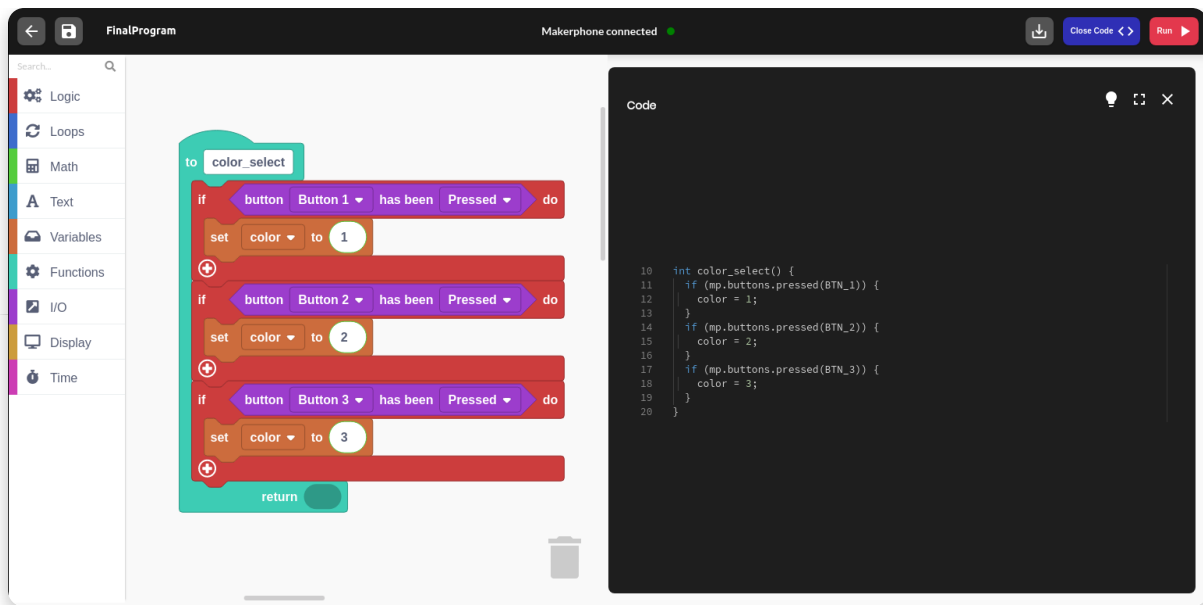 FinalProgram
Makerphone connected
Close Code < >
Run
Search...
Logic
Loops
Math
Text
Variables
Functions
I/O
Display
Time
to color_select
if button Button 1 has been Pressed do
set color to 1
if button Button 2 has been Pressed do
set color to 2
if button Button 3 has been Pressed do
set color to 3
return
Code
10 int color_select() {
11 if (mp.buttons.pressed(BTN_1)) {
12 color = 1;
13 }
14 if (mp.buttons.pressed(BTN_2)) {
15 color = 2;
16 }
17 if (mp.buttons.pressed(BTN_3)) {
18 color = 3;
19 }
20 }